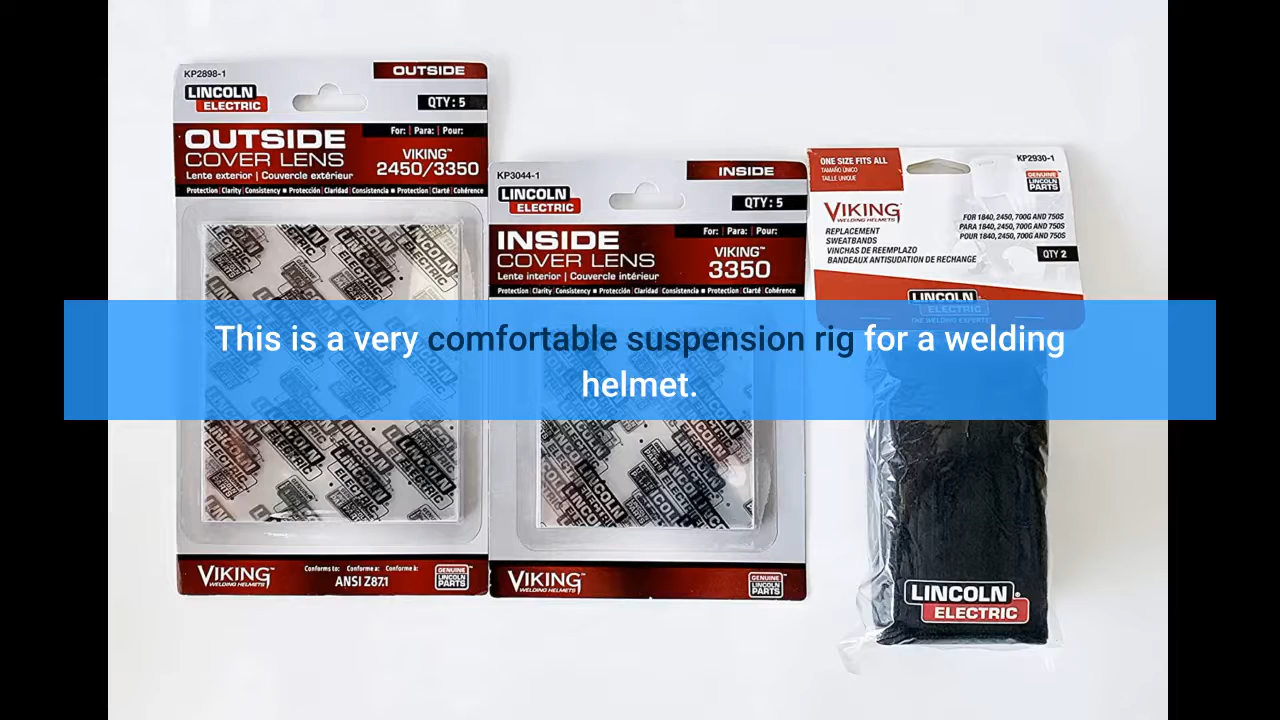 KP2898-1
OUTSIDE
LINCOLN
ELECTRIC
QTY: 5
OUTSIDE
COVER LENS
Lente exterior | Couvercle extérieur
For: | Para: | Pour:
VIKING™
2450/3350
Protection | Clarity | Consistency ■ Protección | Claridad | Consistencia ■ Protection | Clarté | Cohérence
VIKING™
WELDING HELMETS
Conforms to: Conforme a: Conforme à:
ANSI Z87.1
GENUINE
LINCOLN
PARTS
KP3044-1
INSIDE
LINCOLN
ELECTRIC
QTY: 5
INSIDE
COVER LENS
Lente interior | Couvercle intérieur
For: | Para: | Pour:
VIKING™
3350
Protection | Clarity | Consistency ■ Protección | Claridad | Consistencia ■ Protection | Clarté | Cohérence
VIKING™
WELDING HELMETS
GENUINE
LINCOLN
PARTS
ONE SIZE FITS ALL
TAMAÑO ÚNICO
TAILLE UNIQUE
KP2930-1
GENUINE
LINCOLN
PARTS
VIKING™
WELDING HELMETS
REPLACEMENT
SWEATBANDS
VINCHAS DE REEMPLAZO
BANDEAUX ANTISUDATION DE RECHANGE
FOR 1840, 2450, 700G AND 750S
PARA 1840, 2450, 700G AND 750S
POUR 1840, 2450, 700G AND 750S
QTY 2
LINCOLN
ELECTRIC
THE WELDING EXPERTS
LINCOLN®
ELECTRIC
This is a very comfortable suspension rig for a welding
helmet.